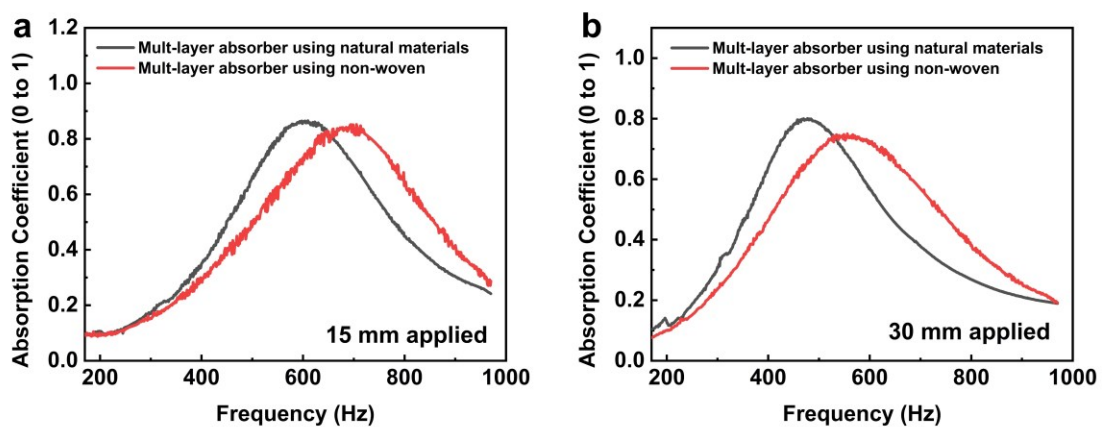 a
Mult-layer absorber using natural materials
Mult-layer absorber using non-woven
Absorption Coefficient (0 to 1)
1.2
1.0
0.8
0.6
0.4
0.2
0.0
15 mm applied
200 400 600 800 1000
Frequency (Hz)
b
Mult-layer absorber using natural materials
Mult-layer absorber using non-woven
Absorption Coefficient (0 to 1)
1.0
0.8
0.6
0.4
0.2
0.0
30 mm applied
200 400 600 800 1000
Frequency (Hz)